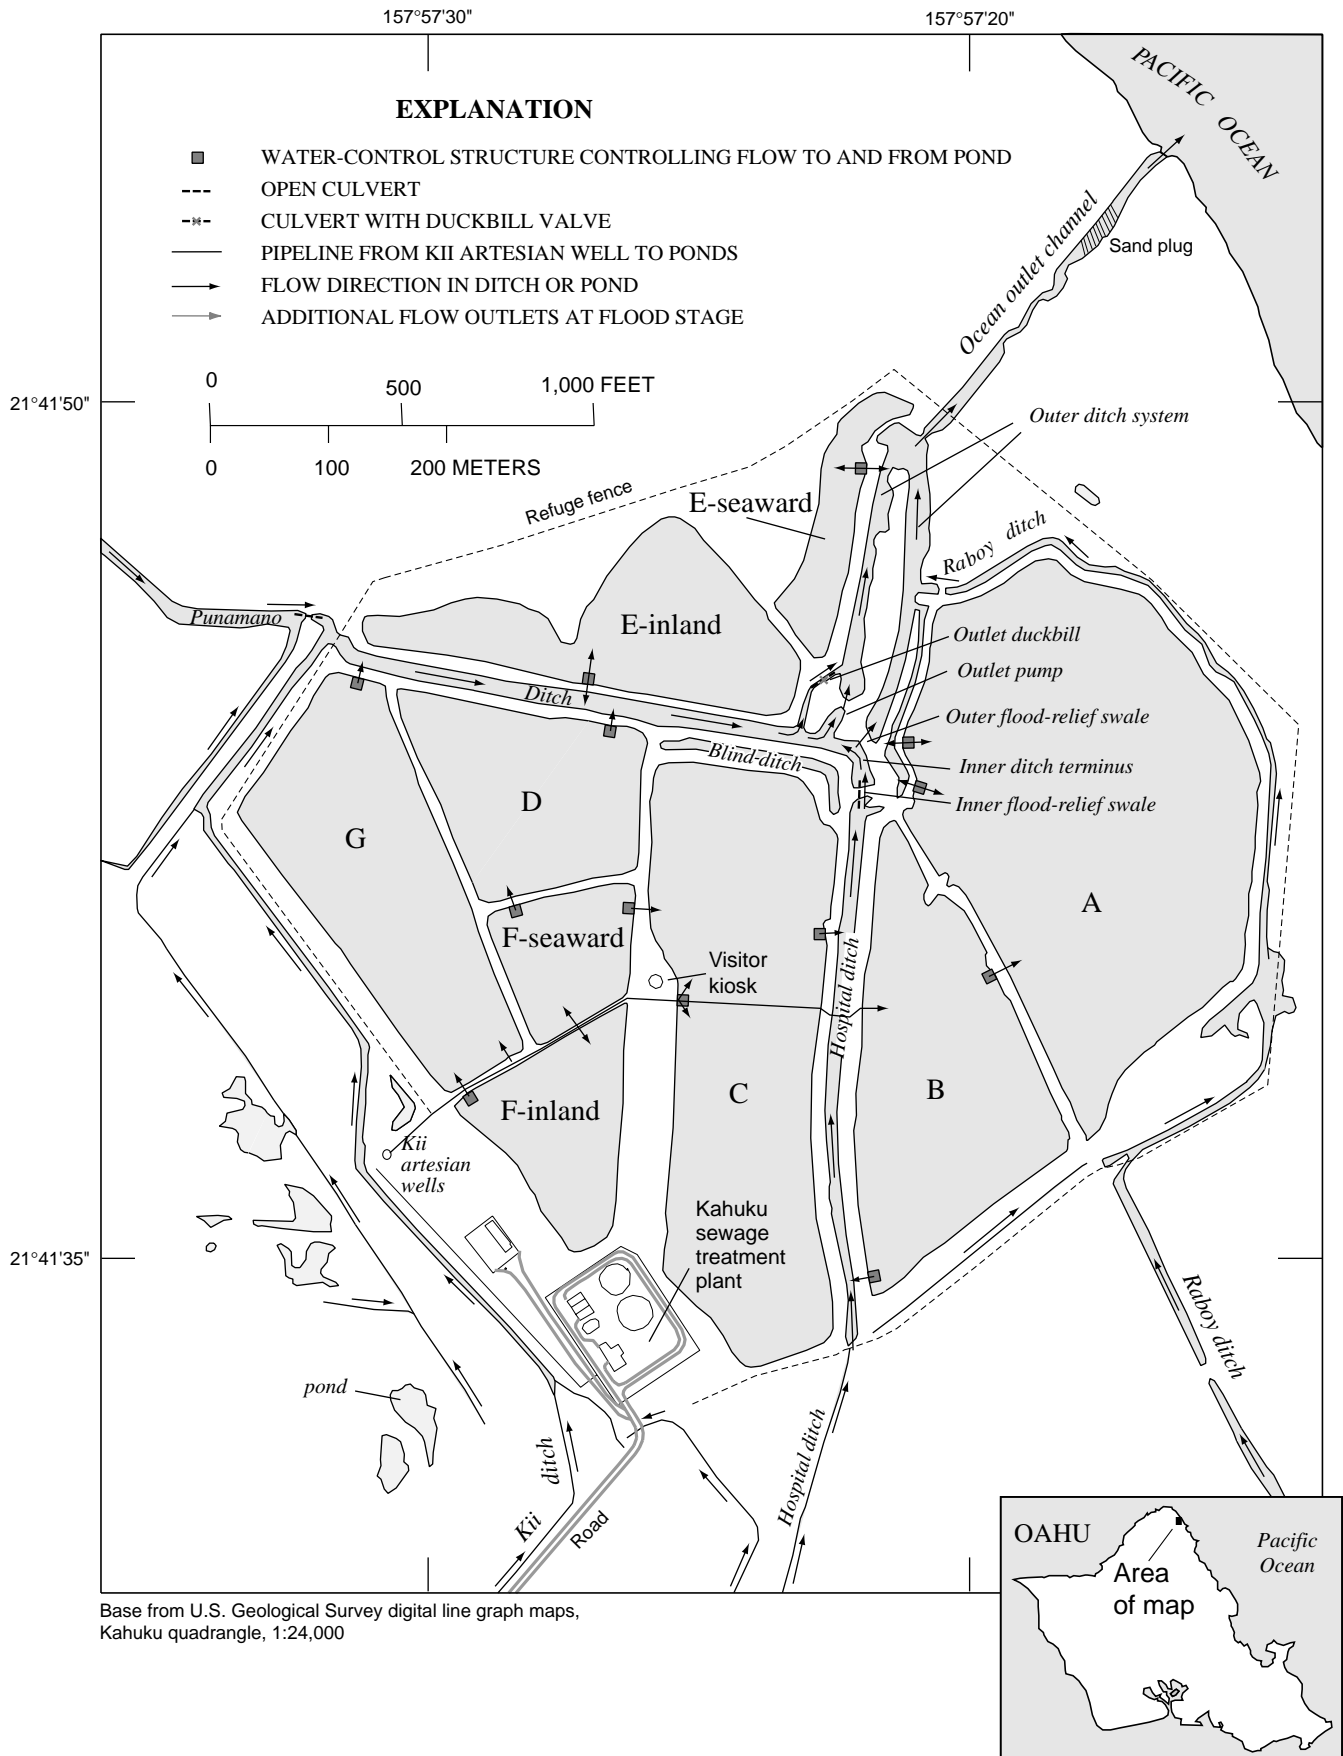 157°57'30"
157°57'20"
PACIFIC OCEAN
EXPLANATION
WATER-CONTROL STRUCTURE CONTROLLING FLOW TO AND FROM POND
OPEN CULVERT
CULVERT WITH DUCKBILL VALVE
PIPELINE FROM KII ARTESIAN WELL TO PONDS
FLOW DIRECTION IN DITCH OR POND
ADDITIONAL FLOW OUTLETS AT FLOOD STAGE
Ocean outlet channel
Sand plug
0
500
1,000 FEET
21°41'50"
0
100
200 METERS
Outer ditch system
Refuge fence
E-seaward
Raboy ditch
Punamano
E-inland
Outlet duckbill
Outlet pump
Ditch
Outer flood-relief swale
Blind-ditch
Inner ditch terminus
Inner flood-relief swale
D
G
A
F-seaward
Visitor
kiosk
Hospital ditch
C
B
F-inland
Kii
artesian
wells
Kahuku
sewage
treatment
plant
21°41'35"
Raboy ditch
pond
Hospital ditch
Kii
ditch
Road
OAHU
Pacific
Ocean
Area
of map
Base from U.S. Geological Survey digital line graph maps,
Kahuku quadrangle, 1:24,000